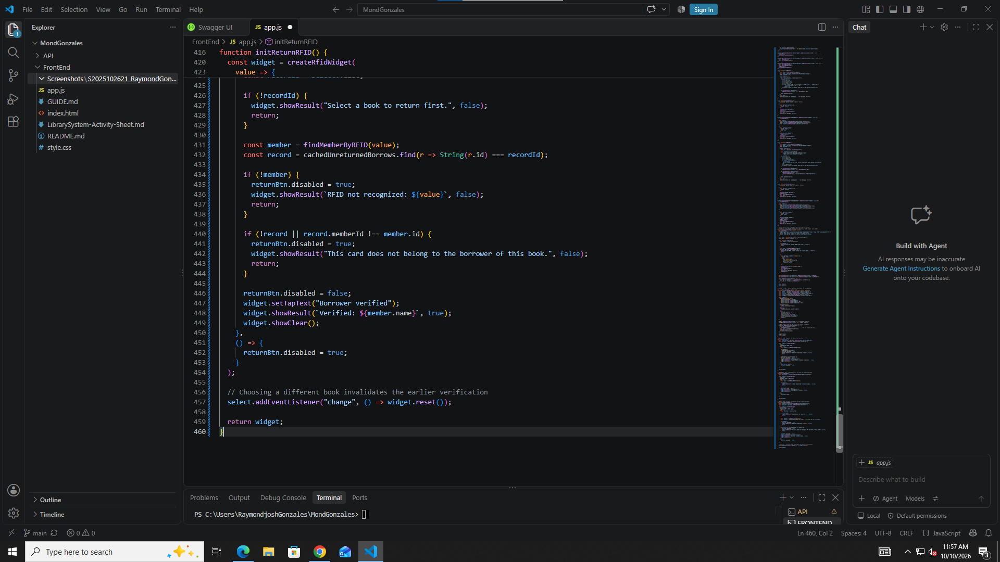 File Edit Selection View Go Run Terminal Help
MondGonzales
Sign In
Explorer
MondGonzales
API
FrontEnd
Screenshots\S2025102621_RaymondGon...
JS app.js
GUIDE.md
index.html
LibrarySystem-Activity-Sheet.md
README.md
# style.css
Outline
Timeline
Swagger UI
JS app.js
FrontEnd > JS app.js > initReturnRFID
416 function initReturnRFID() {
420 const widget = createRfidWidget(
423 value => {
425
426 if (!recordId) {
427 widget.showResult("Select a book to return first.", false);
428 return;
429 }
430
431 const member = findMemberByRFID(value);
432 const record = cachedUnreturnedBorrows.find(r => String(r.id) === recordId);
433
434 if (!member) {
435 returnBtn.disabled = true;
436 widget.showResult(`RFID not recognized: ${value}`, false);
437 return;
438 }
439
440 if (!record || record.memberId !== member.id) {
441 returnBtn.disabled = true;
442 widget.showResult("This card does not belong to the borrower of this book.", false);
443 return;
444 }
445
446 returnBtn.disabled = false;
447 widget.setTapText("Borrower verified");
448 widget.showResult(`Verified: ${member.name}`, true);
449 widget.showClear();
450 },
451 () => {
452 returnBtn.disabled = true;
453 }
454 );
455
456 // Choosing a different book invalidates the earlier verification
457 select.addEventListener("change", () => widget.reset());
458
459 return widget;
460 }
Problems Output Debug Console Terminal Ports
PS C:\Users\RaymondjoshGonzales\MondGonzales>
API
FRONTEND
Chat
Build with Agent
AI responses may be inaccurate
Generate Agent Instructions to onboard AI
onto your codebase.
JS app.js
Describe what to build
Agent Models
Local Default permissions
main 0 0
Ln 460, Col 2 Spaces: 4 UTF-8 CRLF {} JavaScript
Type here to search
11:57 AM
10/10/2026
3